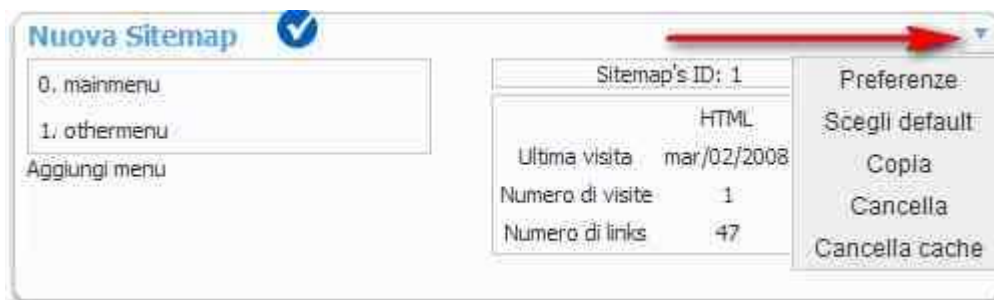 Nuova Sitemap
0. mainmenu
1. othermenu
Aggiungi menu
Sitemap's ID: 1
HTML
Ultima visita mar/02/2008
Numero di visite 1
Numero di links 47
Preferenze
Scegli default
Copia
Cancella
Cancella cache